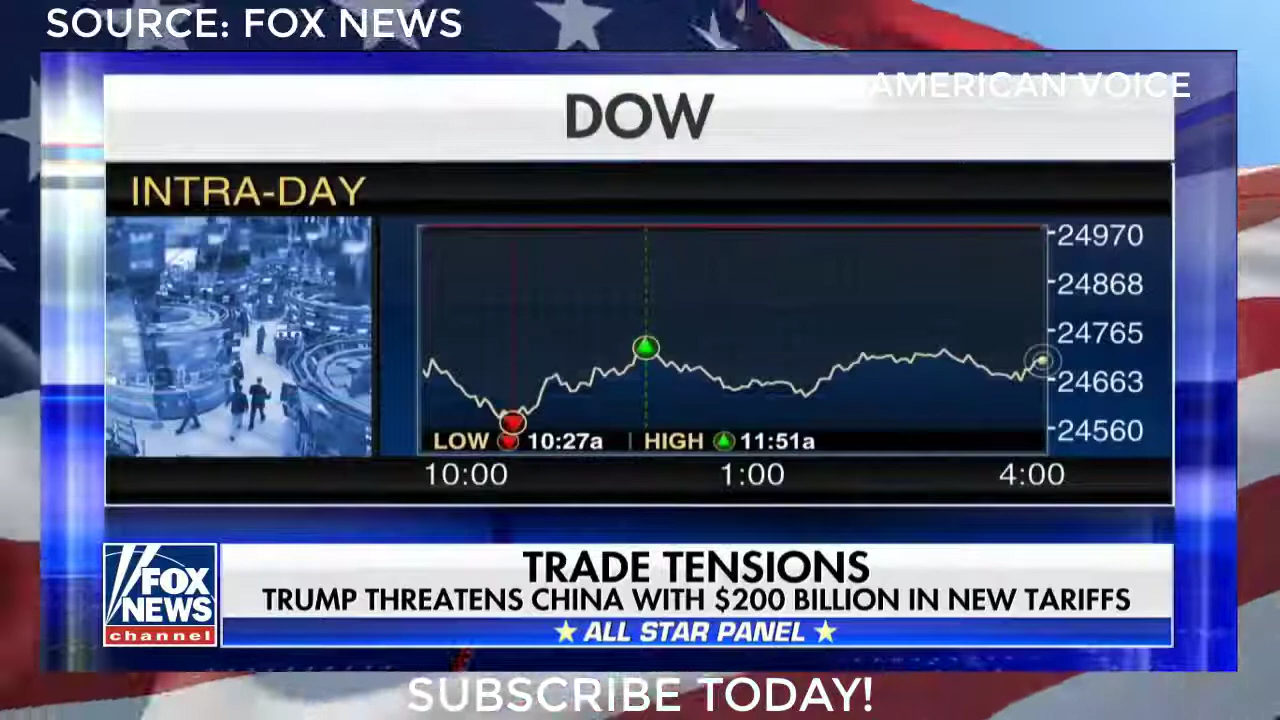 SOURCE: FOX NEWS
AMERICAN VOICE
DOW
INTRA-DAY
24970
24868
24765
24663
24560
LOW 10:27a | HIGH 11:51a
10:00 1:00 4:00
FOX
NEWS
channel
TRADE TENSIONS
TRUMP THREATENS CHINA WITH $200 BILLION IN NEW TARIFFS
ALL STAR PANEL
SUBSCRIBE TODAY!